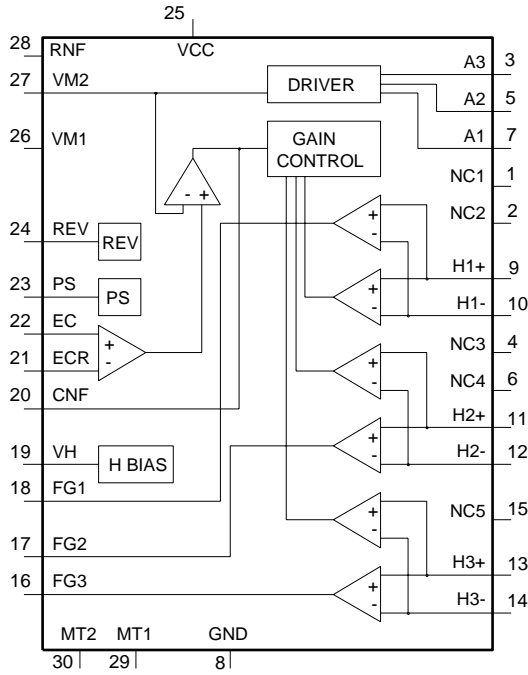 25
28 RNF VCC
27 VM2 DRIVER A3 3
A2 5
26 VM1 GAIN CONTROL A1 7
NC1 1
- +
24 REV REV NC2 2
+
-
23 PS PS H1+ 9
22 EC + H1- 10
+
-
21 ECR - NC3 4
20 CNF + NC4 6
-
H2+ 11
19 VH H BIAS + H2- 12
-
18 FG1 NC5 15
+
-
17 FG2 H3+ 13
16 FG3 + H3- 14
-
MT2 MT1 GND
30 29 8